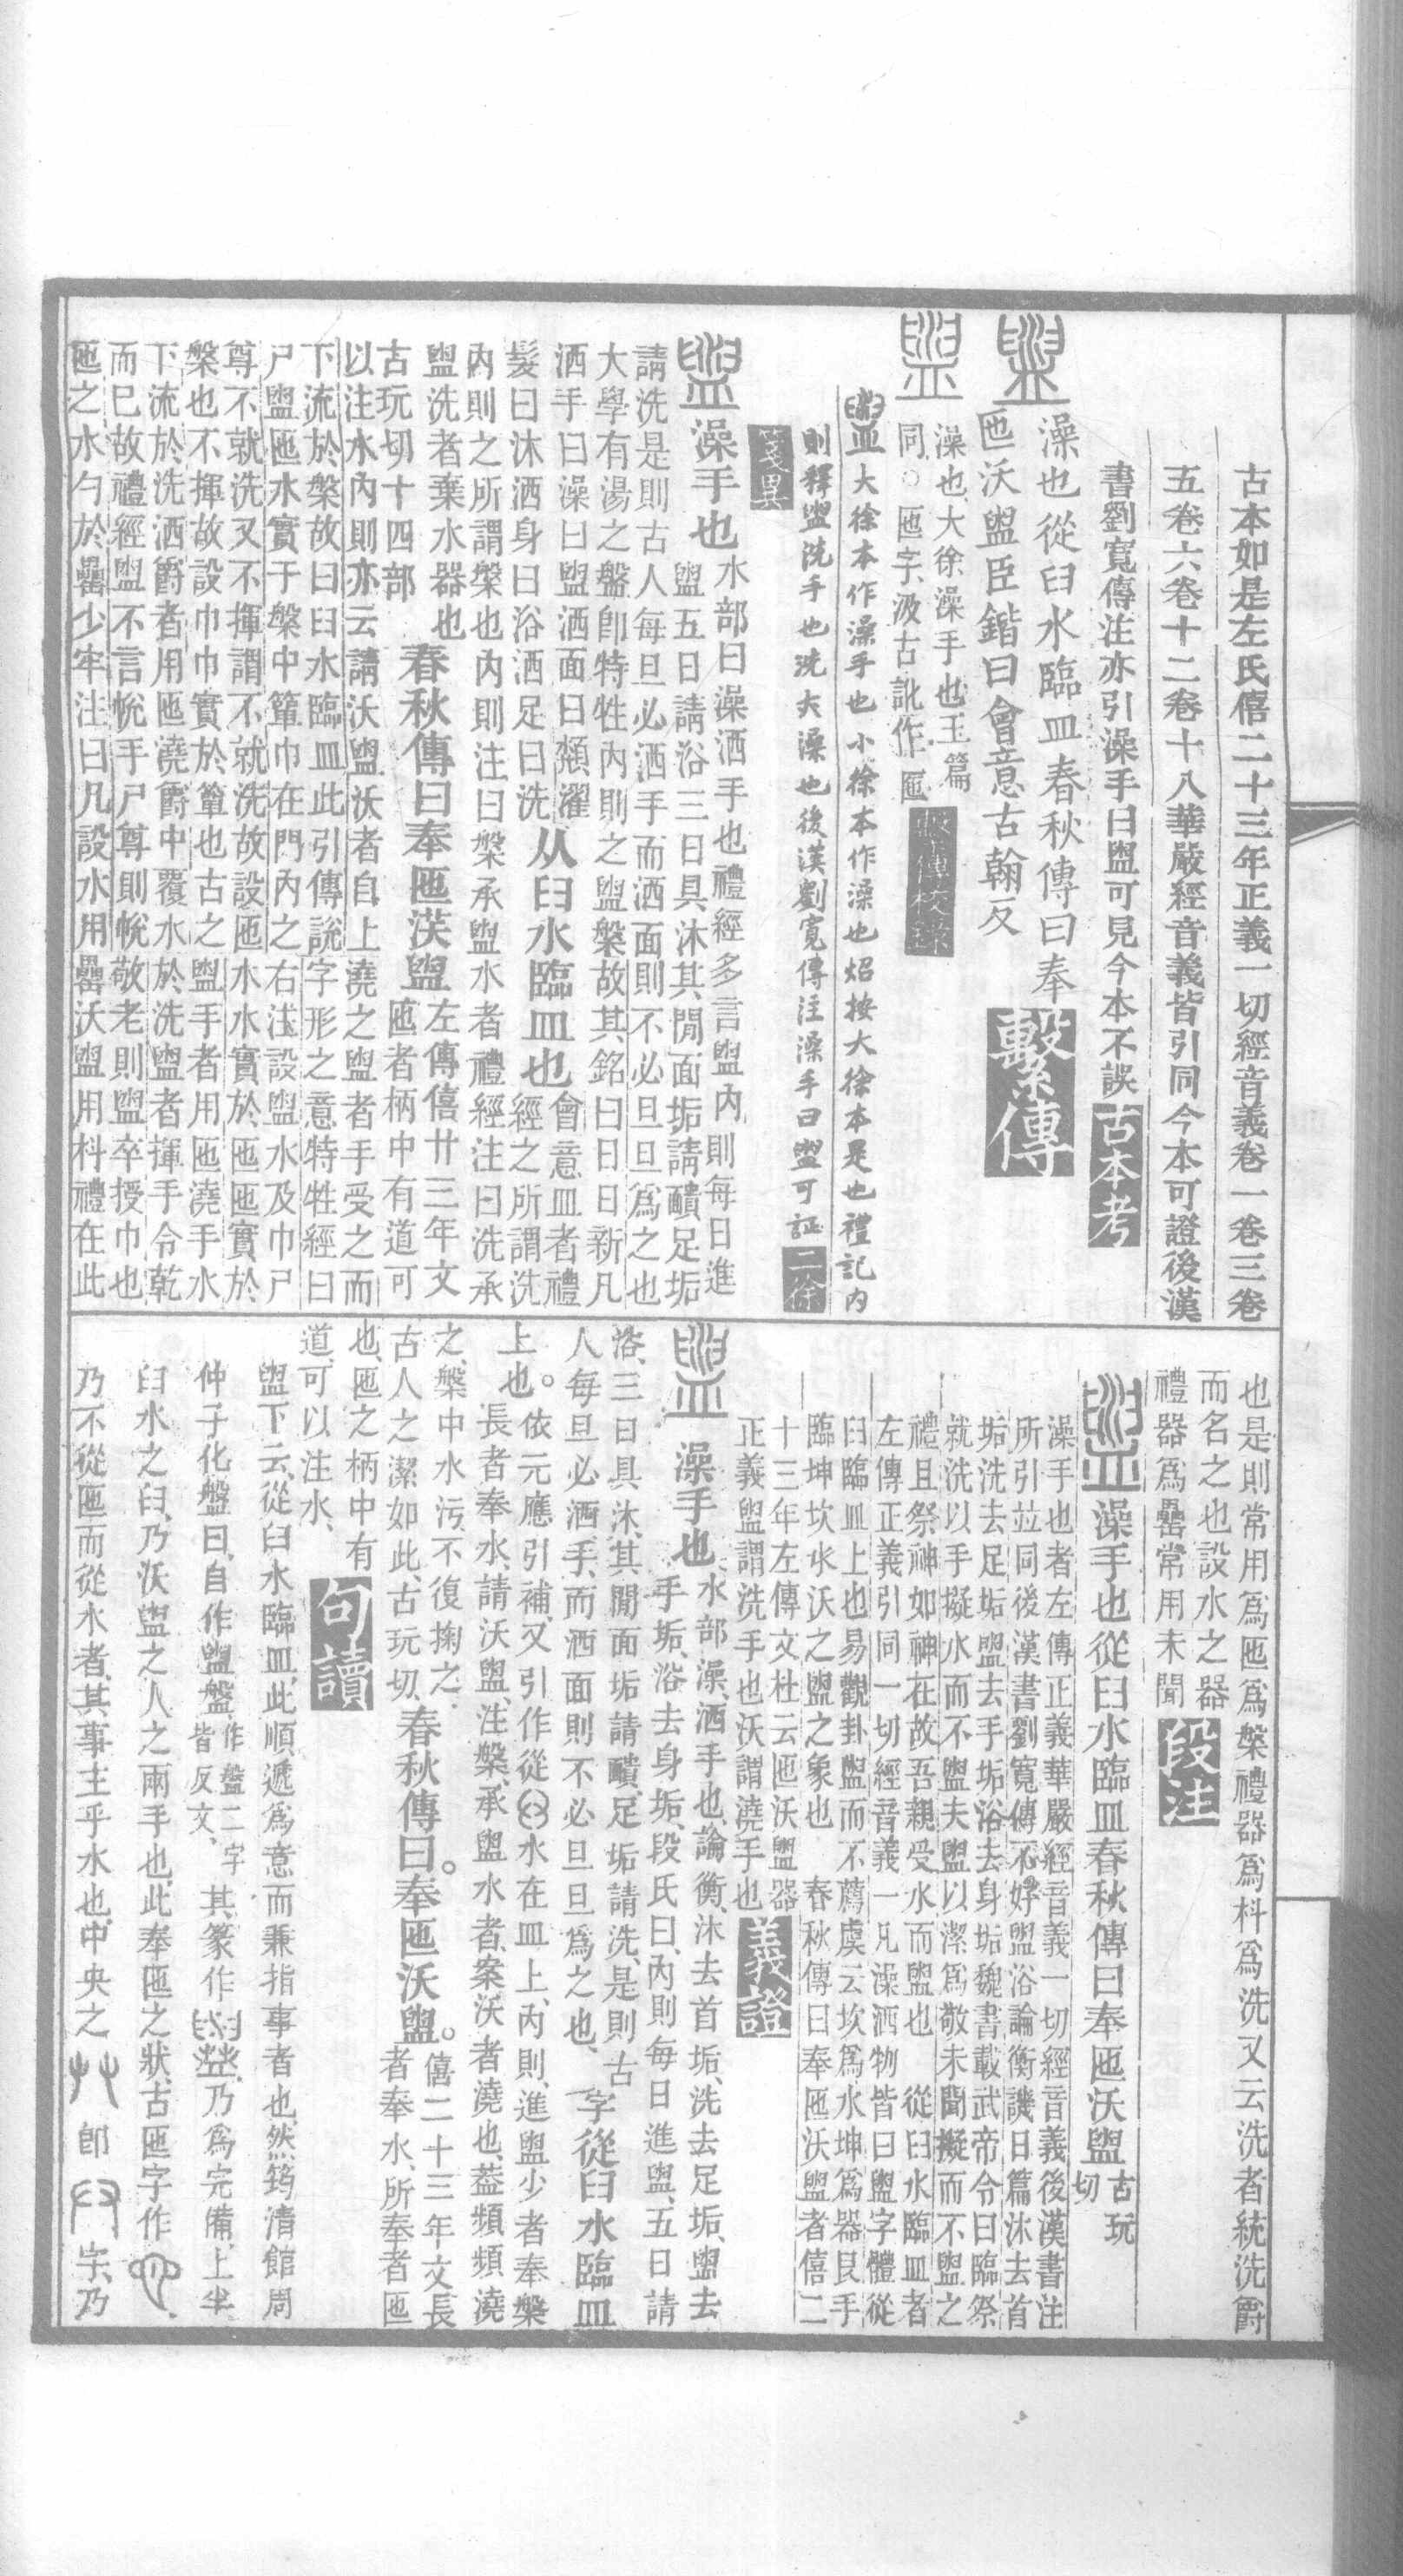 古本如是左氏僖二十三年正義一切經音義卷一卷三卷
五卷六卷十二卷十八華嚴經音義皆引同今本可證後漢
書劉寬傳注亦引澡手曰盥可見今本不誤古本考
澡也從𦥑水臨皿春秋傳曰奉
匜沃盥臣鍇曰會意古翰反
繫傳
澡也、大徐澡手也玉篇
同。匜字、汲古訛作
大徐本作澡手也小徐本作澡也炤按大徐本是也禮記內
則釋盥洗手也洗大澡也後漢劉寬傳注澡手曰盥可証二徐
箋異
盥澡手也
水部曰澡洒手也禮經多言盥內則每日進
盥五日請浴三日具沐其閒面垢請靧足垢
請洗是則古人每旦必洒手而洒面則不必旦旦爲之也
大學有湯之盤卽特牲內則之盥槃故其銘曰日日新凡
洒手曰澡曰盥洒面曰頮濯
髮曰沐洒身曰浴洒足曰洗
从𦥑水臨皿也
會意皿者禮
經之所謂洗
內則之所謂槃也內則注曰槃承盥水者禮經注曰洗承
盥洗者棄水器也
古玩切十四部
春秋傳曰奉匜沃盥
左傳僖廿三年文
匜者柄中有道可
以注水內則亦云請沃盥沃者自上澆之盥者手受之而
下流於槃故曰𦥑水臨皿此引傳說字形之意特牲經曰
尸盥匜水實于槃中簞巾在門內之右注設盥水及巾尸
尊不就洗又不揮謂不就洗故設匜水水實於匜匜實於
槃也不揮故設巾巾實於簞也古之盥手者用匜澆手水
下流於洗洒爵者用匜澆爵中覆水於洗盥者揮手令乾
而已故禮經盥不言帨手尸尊則帨敬老則盥卒授巾也
匜之水勺於罍少牢注曰凡設水用罍沃盥用枓禮在此
也是則常用爲匜爲槃禮器爲枓爲洗又云洗者統洗爵
而名之也設水之器
禮器爲罍常用未聞
段注
盥澡手也從𦥑水臨皿春秋傳曰奉匜沃盥
古玩
切
澡手也者左傳正義華嚴經音義一切經音義後漢書注
所引竝同後漢書劉寬傳不好盥浴論衡譏日篇沐去首
垢洗去足垢盥去手垢浴去身垢魏書載武帝令曰臨祭
就洗以手擬水而不盥夫盥以潔爲敬未聞擬而不盥之
禮且祭神如神在故吾親受水而盥也 從𦥑水臨皿者
左傳正義引同一切經音義一凡澡洒物皆曰盥字體從
𦥑臨皿上也易觀卦盥而不薦虞云坎爲水坤爲器艮手
臨坤坎水沃之盥之象也 春秋傳曰奉匜沃盥者僖二
十三年左傳文杜云匜沃盥器
正義盥謂洗手也沃謂澆手也
義證
盥澡手也
水部、澡、洒手也、論衡、沐去首垢、洗去足垢、盥去
手垢、浴去身垢、段氏曰、內則每日進盥、五日請
浴、三日具沐、其閒面垢請靧、足垢請洗、是則古
人每旦必洒手、而洒面則不必旦旦爲之也、
字從𦥑水臨皿
上也。
依元應引補、又引作從水在皿上、內則、進盥少者奉槃
長者奉水、請沃盥、注槃、承盥水者、案沃者澆也、葢頻頻澆
之、槃中水污、不復掬之、
古人之潔如此、古玩切、
春秋傳曰。奉匜沃盥。
僖二十三年文長
者奉水、所奉者匜
也、匜之柄中有
道、可以注水、
句讀
盥下云、從𦥑水臨皿、此順遞爲意而兼指事者也、然筠清館周
仲子化盤曰、自作盥盤、作盤二字皆反文、其篆作、乃爲完備、上半
𦥑水之𦥑、乃沃盥之人之兩手也、此奉匜之狀、古匜字作
乃不從匜而從水者、其事主乎水也、中央之卽字、乃